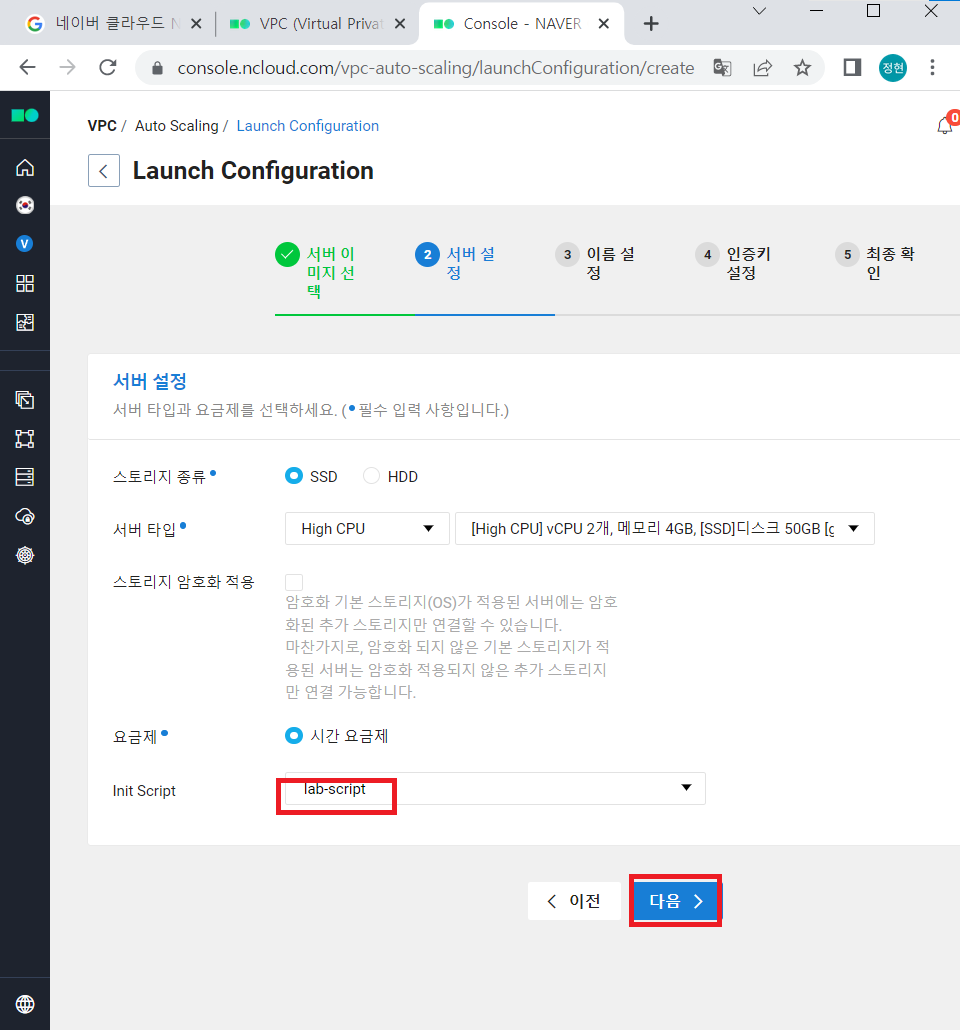 네이버 클라우드 N
VPC (Virtual Privat
Console - NAVER
console.ncloud.com/vpc-auto-scaling/launchConfiguration/create
정현
VPC / Auto Scaling / Launch Configuration
0
Launch Configuration
서버 이
미지 선
택
2 서버 설
정
3 이름 설
정
4 인증키
설정
5 최종 확
인
V
서버 설정
서버 타입과 요금제를 선택하세요. (• 필수 입력 사항입니다.)
스토리지 종류•
SSD
HDD
서버 타입•
High CPU
[High CPU] vCPU 2개, 메모리 4GB, [SSD]디스크 50GB [g
스토리지 암호화 적용
암호화 기본 스토리지(OS)가 적용된 서버에는 암호
화된 추가 스토리지만 연결할 수 있습니다.
마찬가지로, 암호화 되지 않은 기본 스토리지가 적
용된 서버는 암호화 적용되지 않은 추가 스토리지
만 연결 가능합니다.
요금제•
시간 요금제
Init Script
lab-script
이전
다음